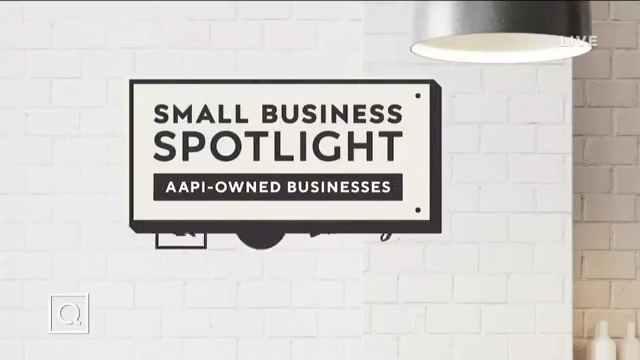 LIVE
SMALL BUSINESS
SPOTLIGHT
AAPI-OWNED BUSINESSES
Q